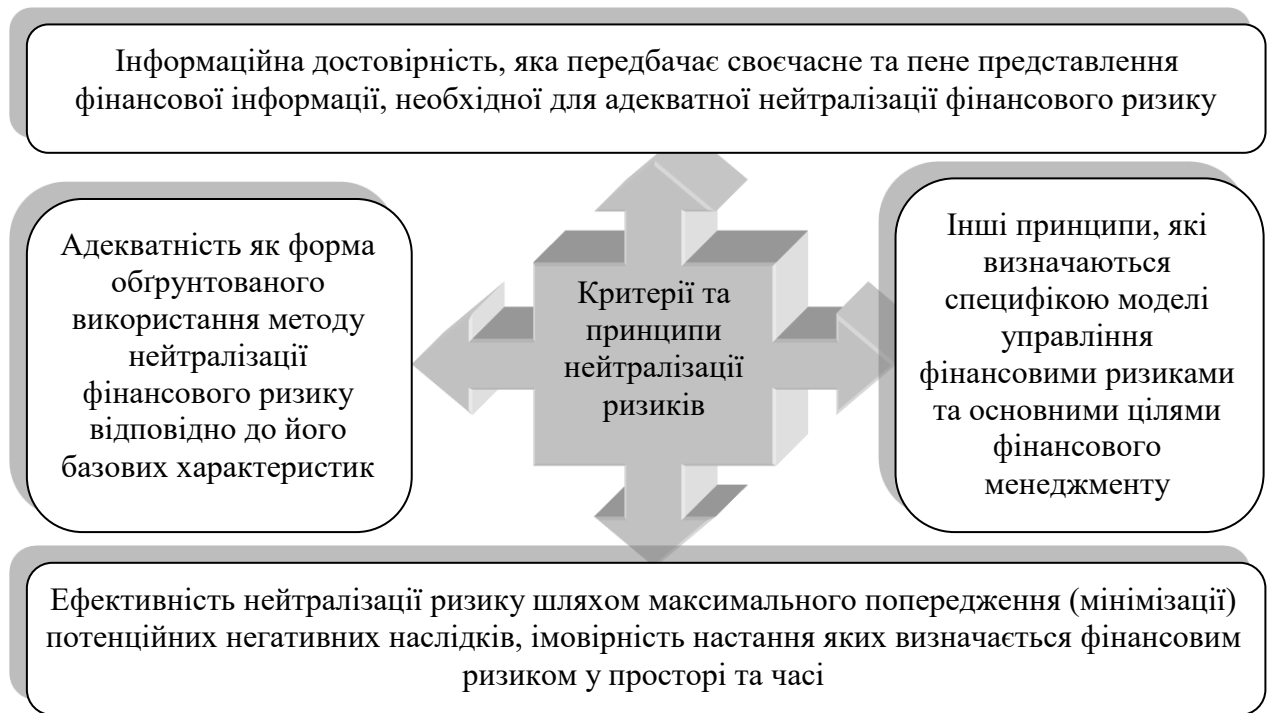 Інформаційна достовірність, яка передбачає своєчасне та пене представлення
фінансової інформації, необхідної для адекватної нейтралізації фінансового ризику
Адекватність як форма
обґрунтованого
використання методу
нейтралізації
фінансового ризику
відповідно до його
базових характеристик
Критерії та
принципи
нейтралізації
ризиків
Інші принципи, які
визначаються
специфікою моделі
управління
фінансовими ризиками
та основними цілями
фінансового
менеджменту
Ефективність нейтралізації ризику шляхом максимального попередження (мінімізації)
потенційних негативних наслідків, імовірність настання яких визначається фінансовим
ризиком у просторі та часі